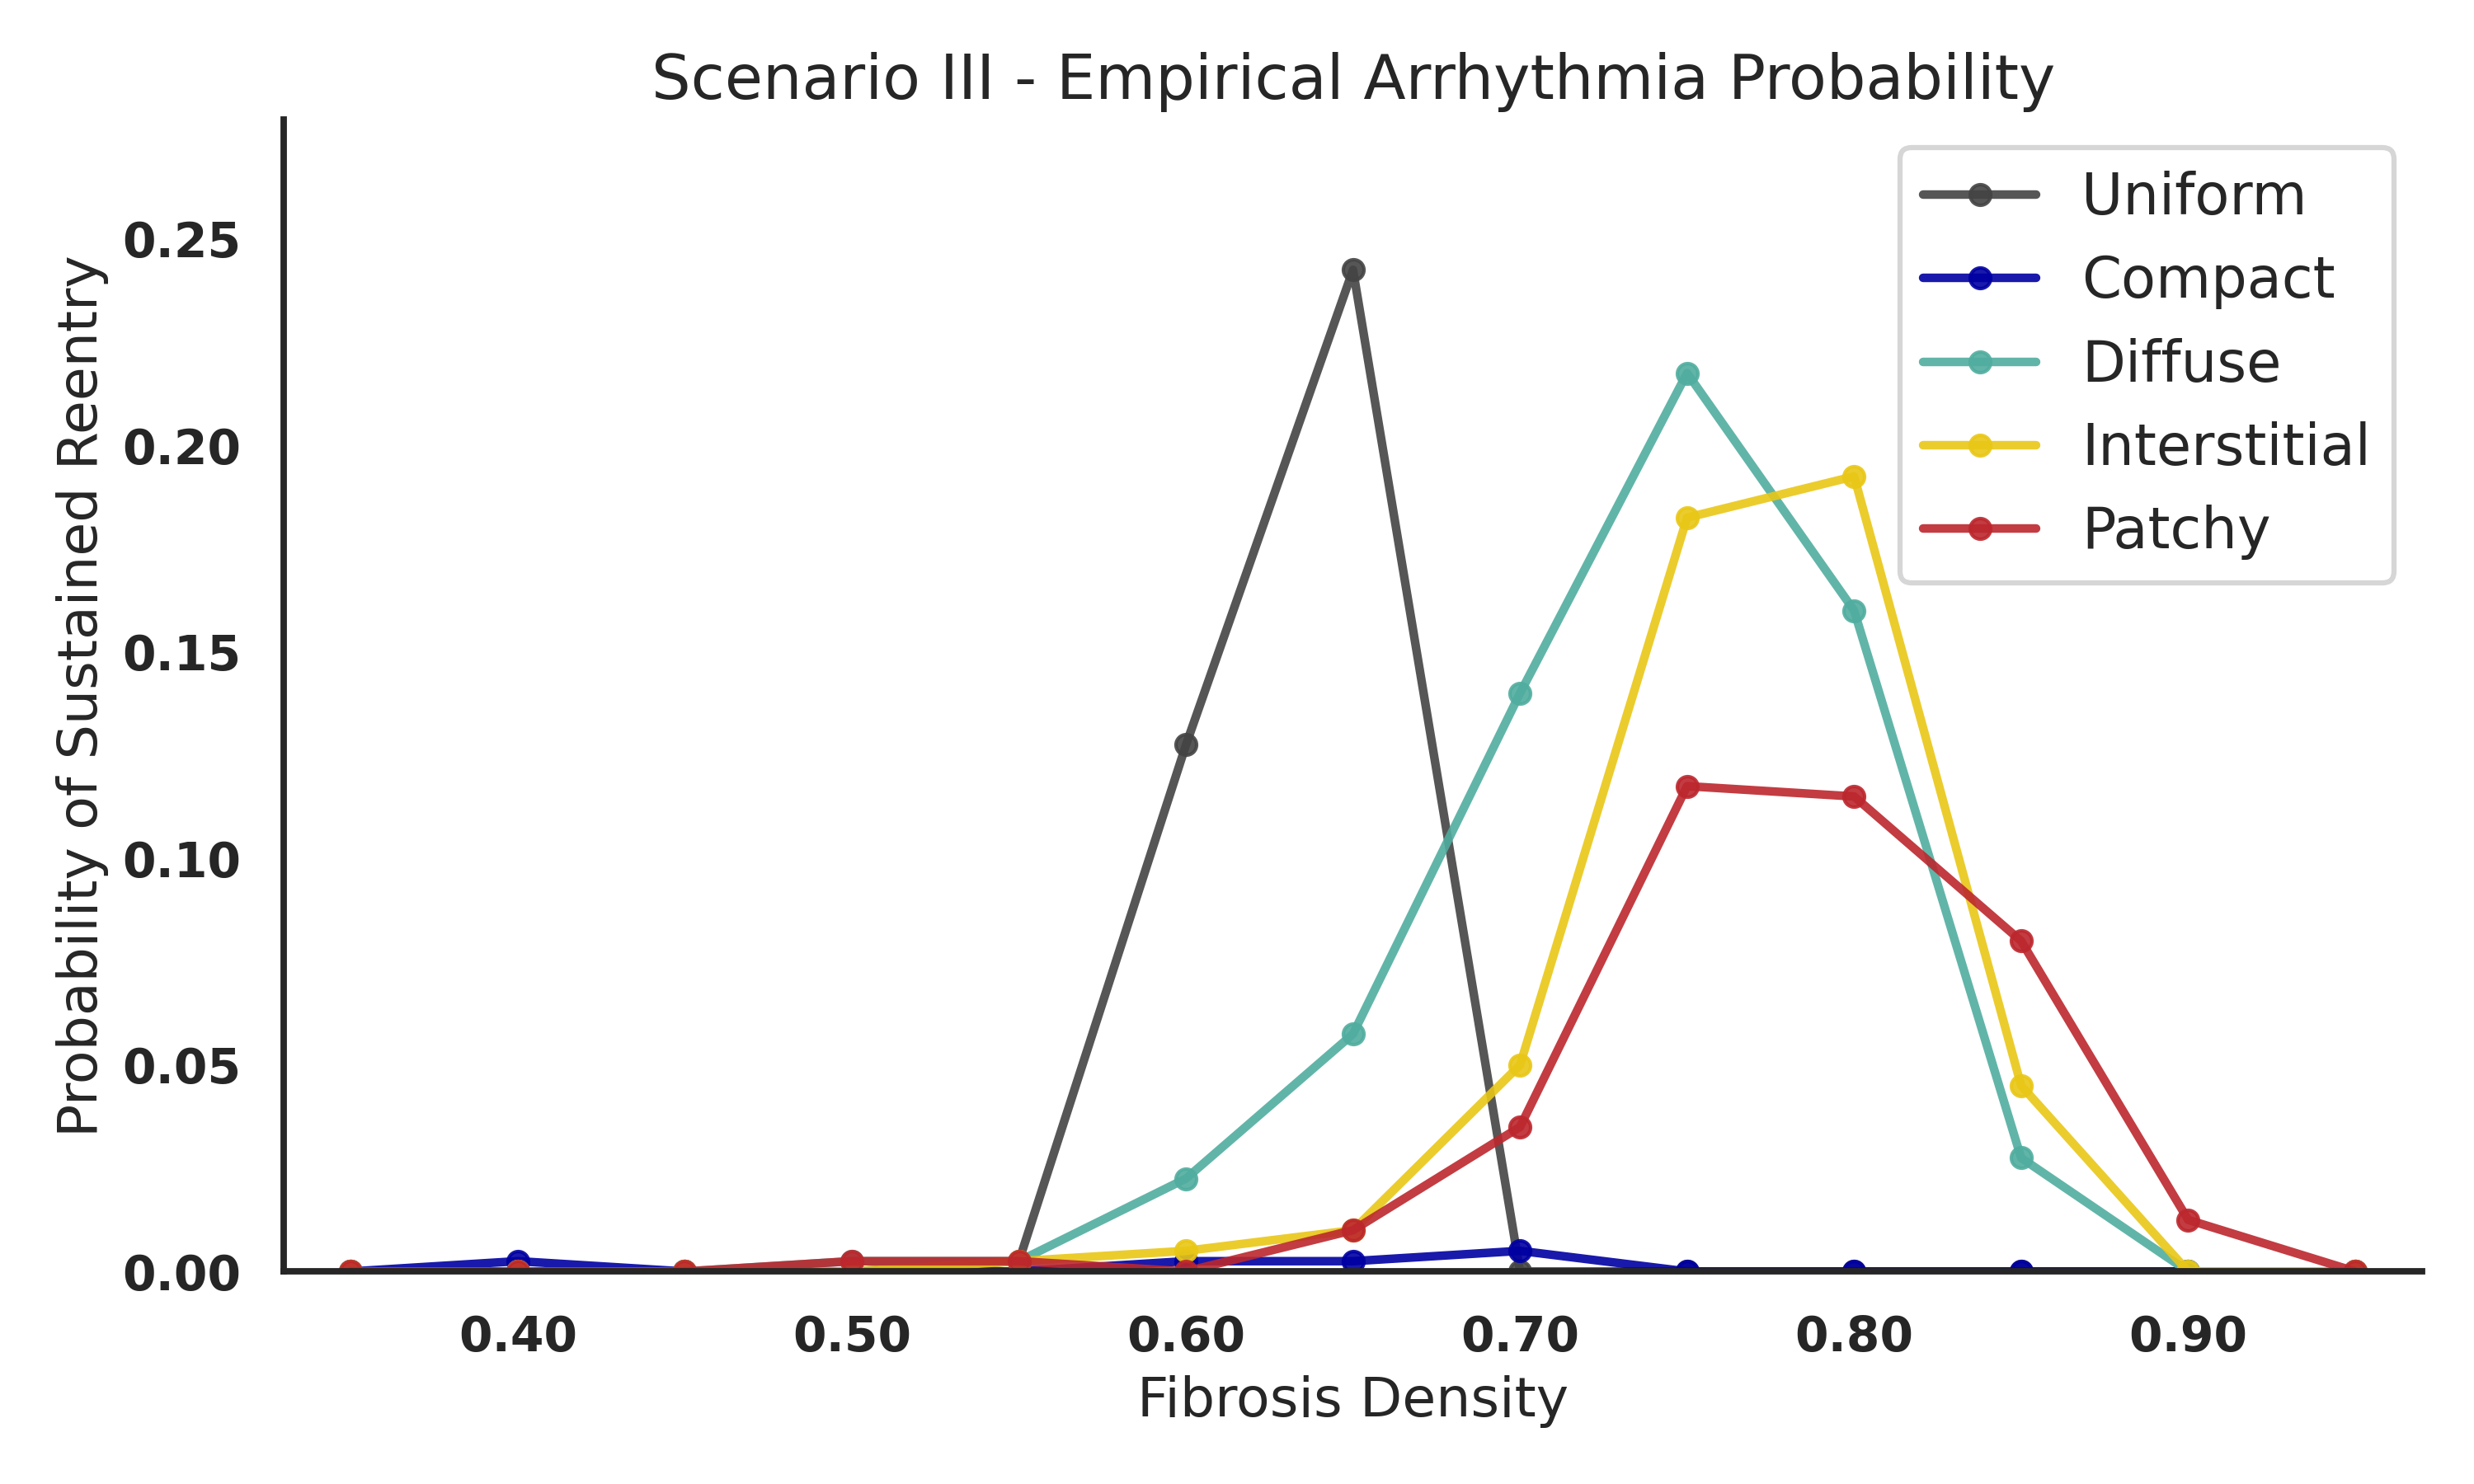 Scenario III - Empirical Arrhythmia Probability
Probability of Sustained Reentry
0.25
0.20
0.15
0.10
0.05
0.00
Uniform
Compact
Diffuse
Interstitial
Patchy
0.40 0.50 0.60 0.70 0.80 0.90
Fibrosis Density